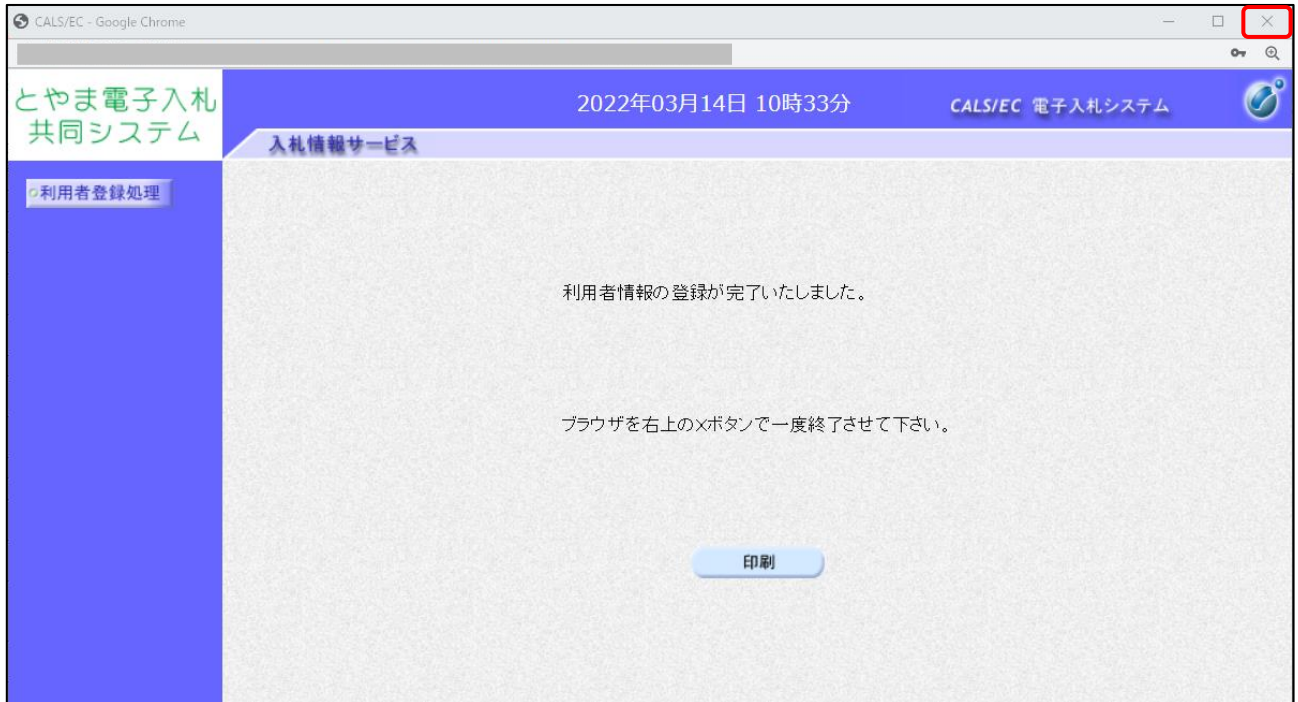 CALS/EC - Google Chrome
とやま電子入札
共同システム
2022年03月14日 10時33分
CALS/EC 電子入札システム
入札情報サービス
利用者登録処理
利用者情報の登録が完了いたしました。
ブラウザを右上の×ボタンで一度終了させて下さい。
印刷